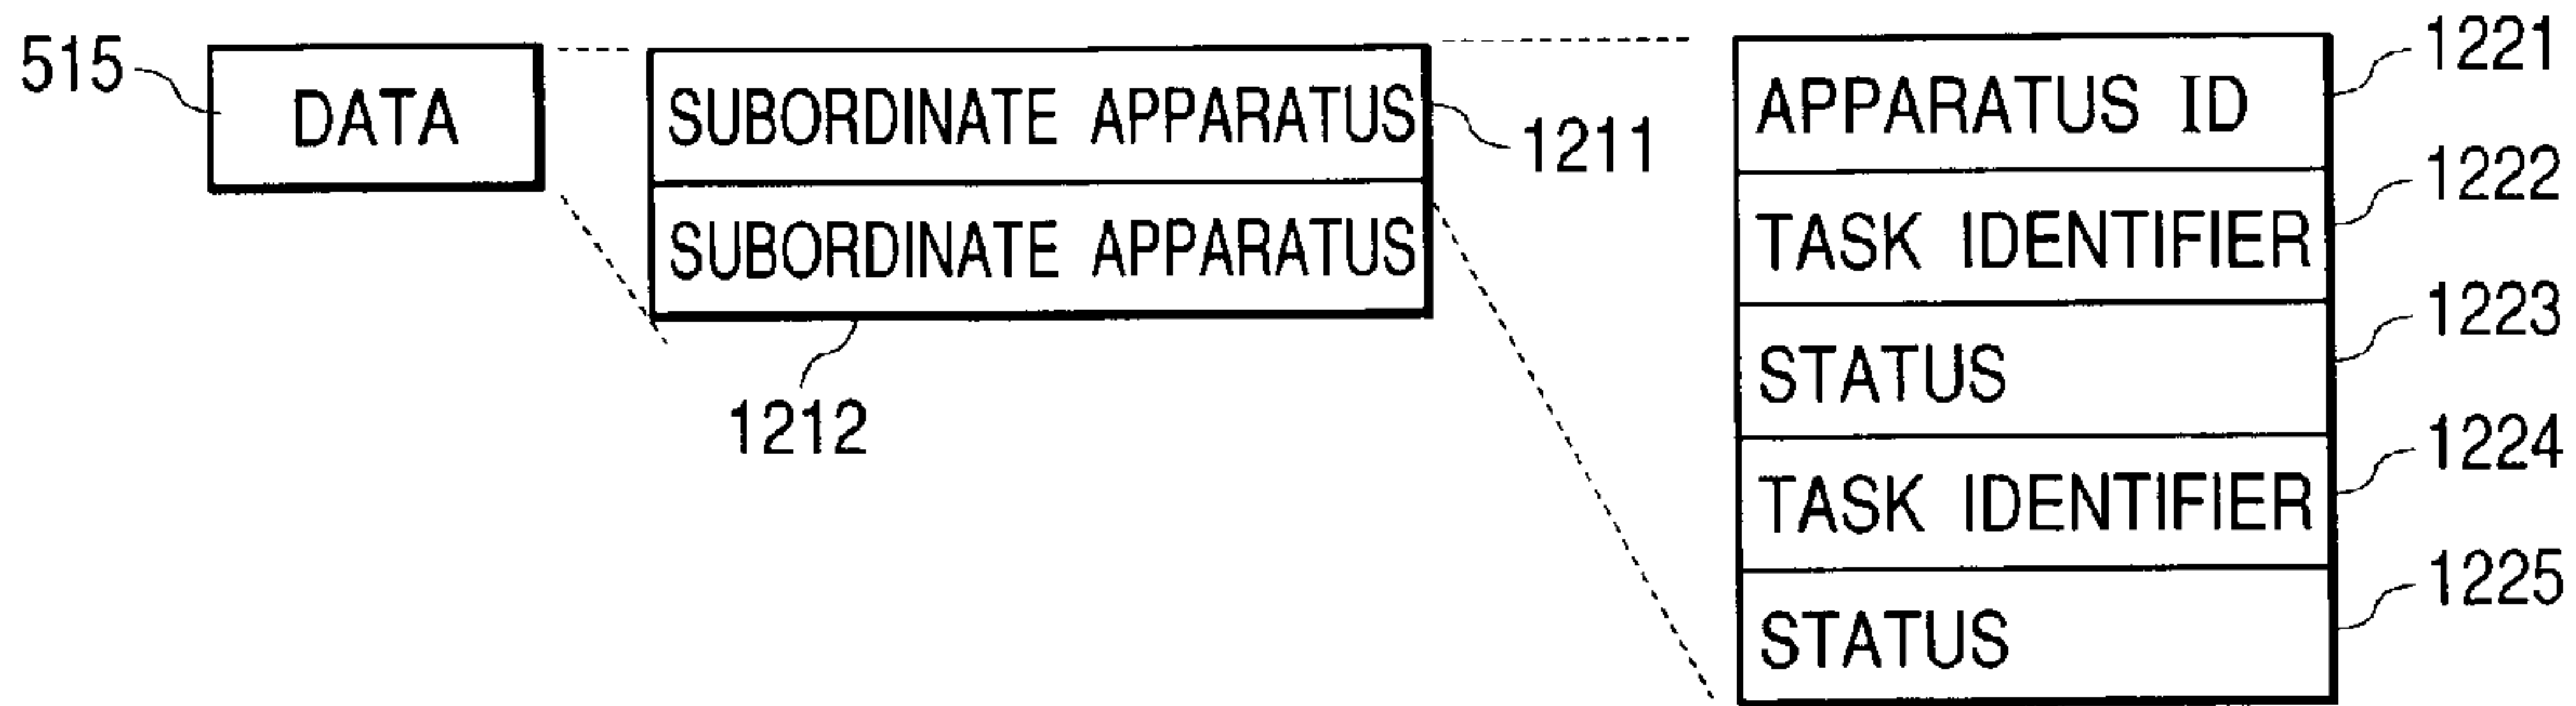 515
DATA
SUBORDINATE APPARATUS
1211
SUBORDINATE APPARATUS
1212
APPARATUS ID
1221
TASK IDENTIFIER
1222
STATUS
1223
TASK IDENTIFIER
1224
STATUS
1225